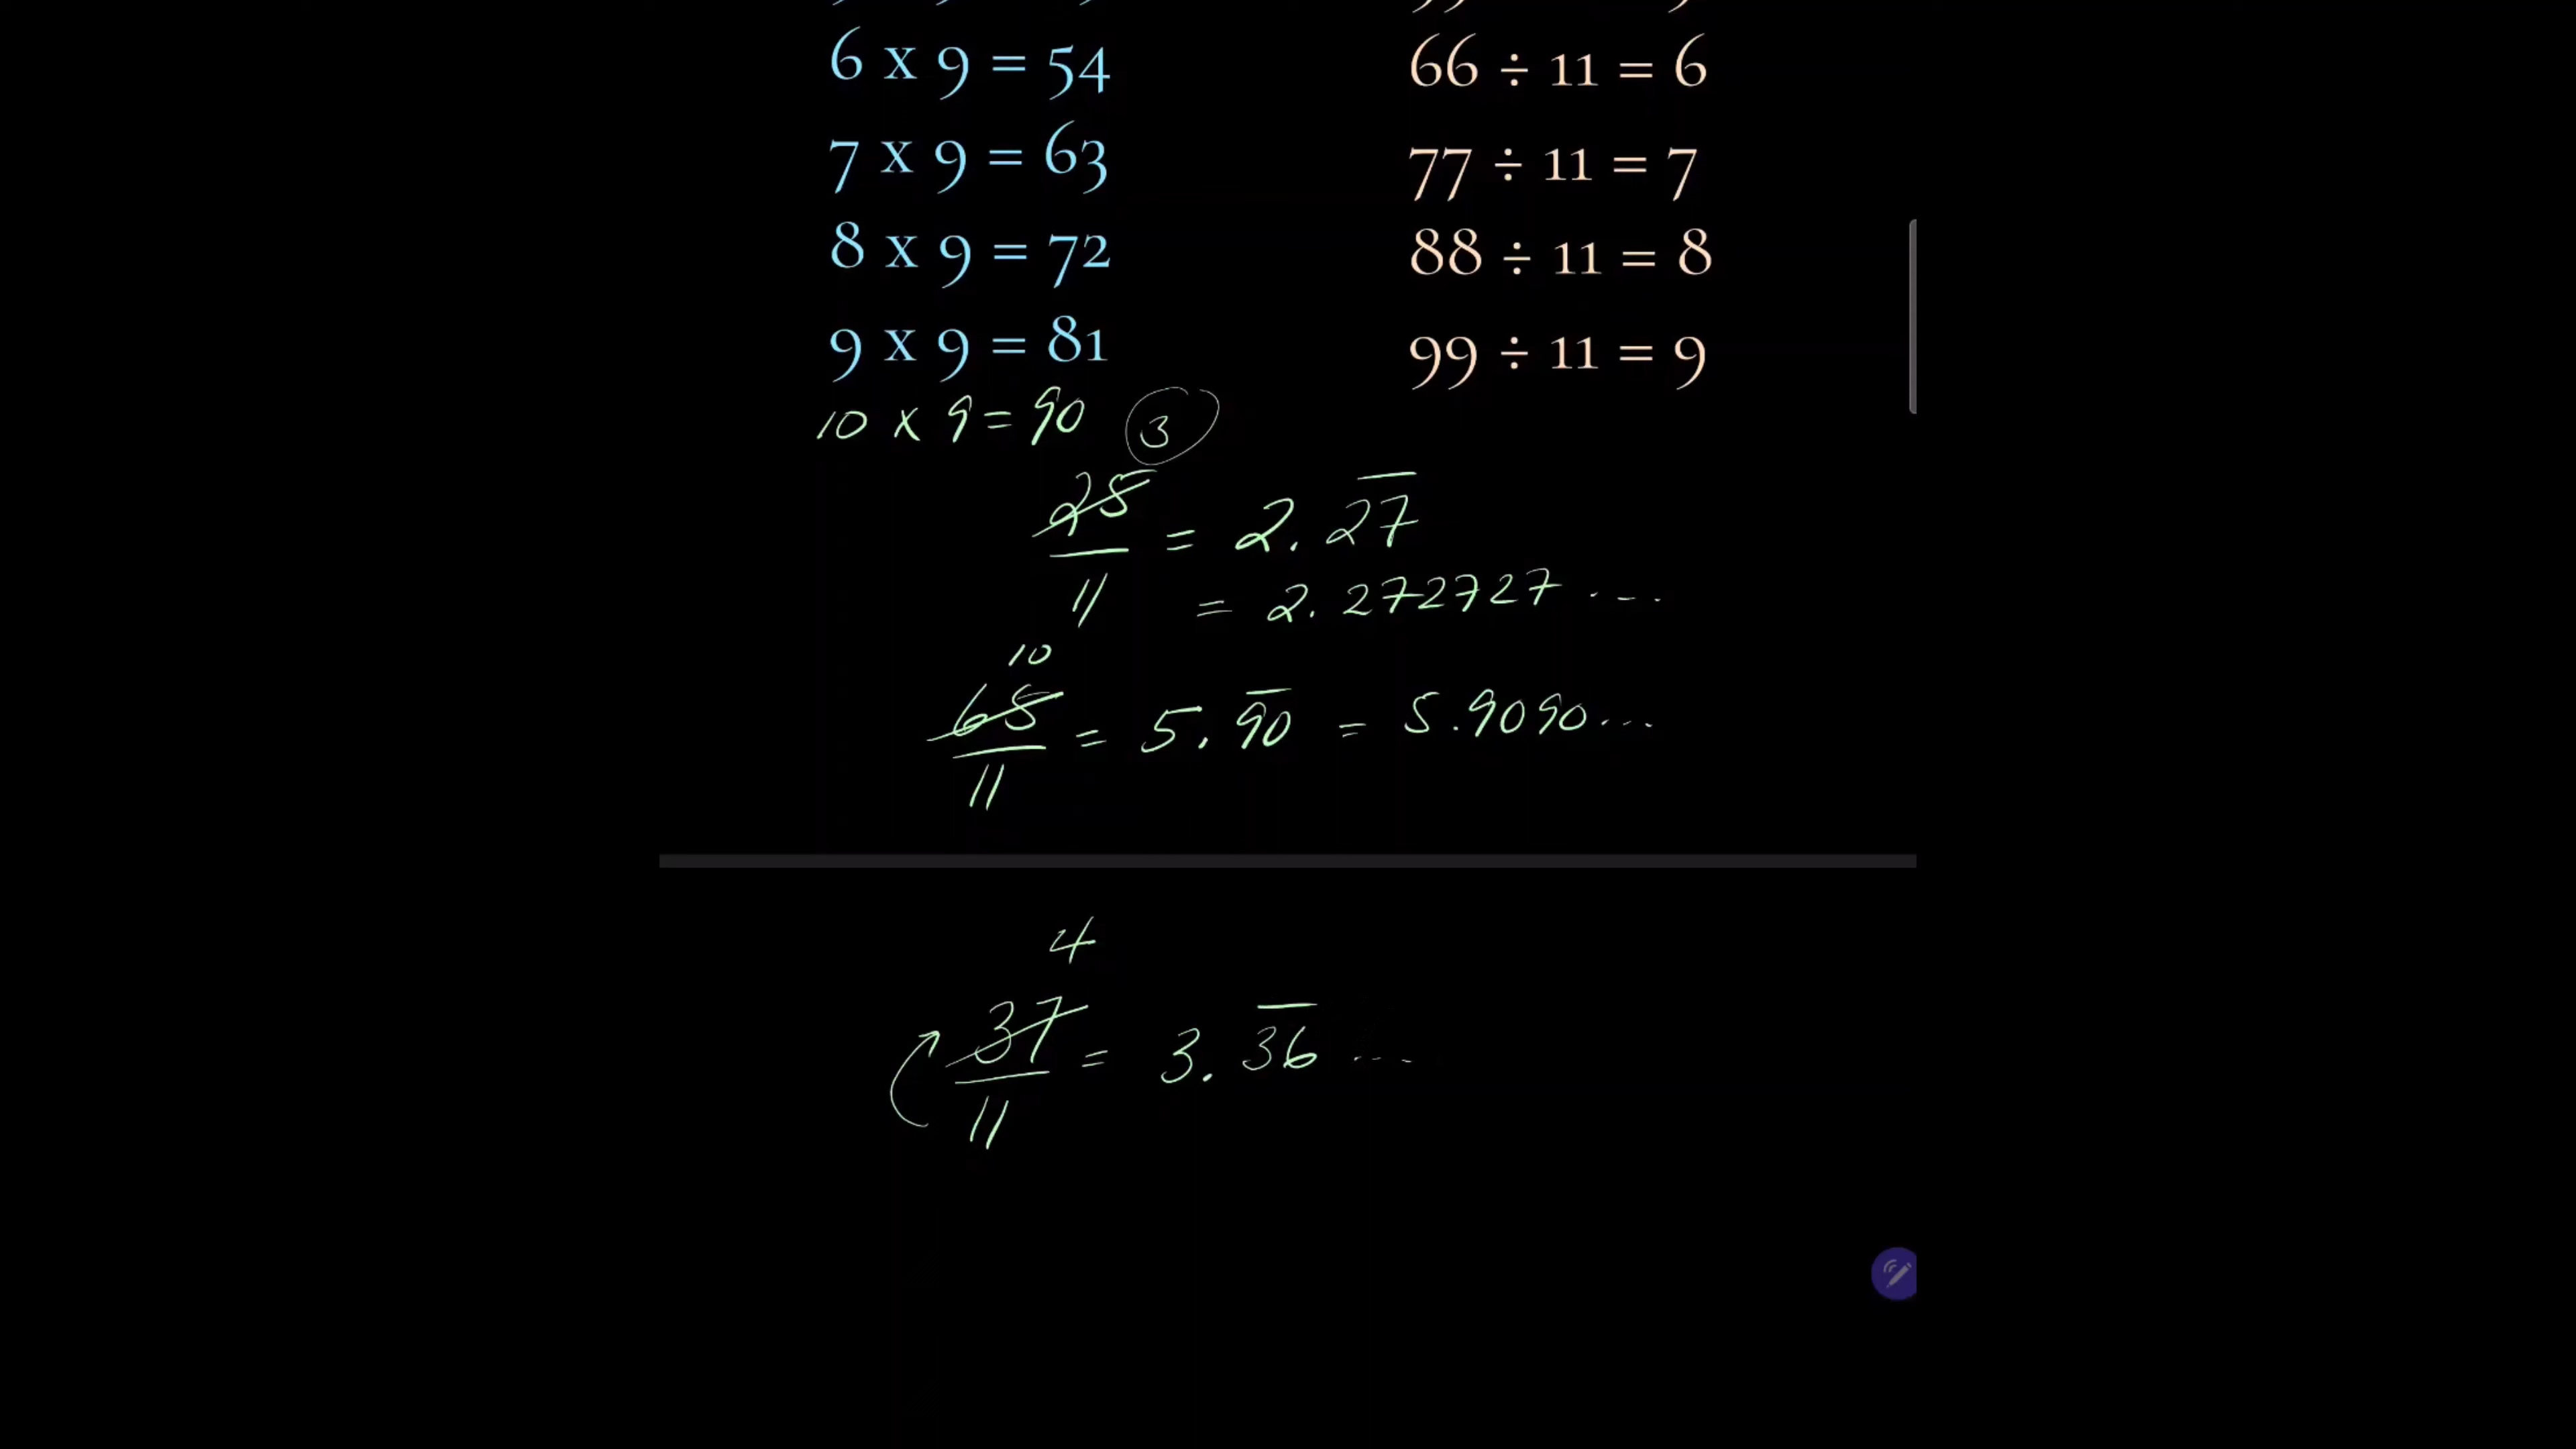 6 x 9 = 54
66 ÷ 11 = 6
7 x 9 = 63
77 ÷ 11 = 7
8 x 9 = 72
88 ÷ 11 = 8
9 x 9 = 81
99 ÷ 11 = 9
10 x 9 = 90 3
25
11
= 2.27
= 2.272727 ...
10
65
11
= 5.90 = 5.9090...
4
37
11
= 3.36 ...